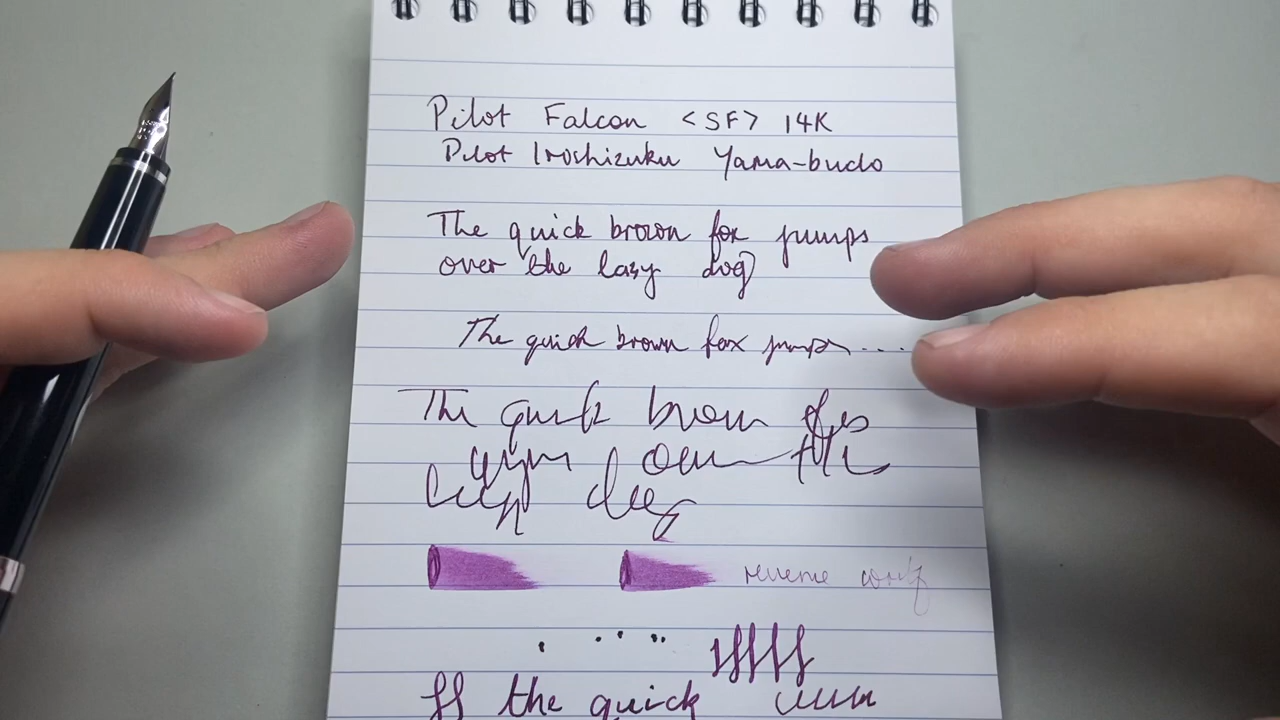 Pilot Falcon <SF> 14K
Pilot Iroshizuku Yama-budo
The quick brown fox jumps
over the lazy dog
The quick brown fox jumps....
The quick brown
over the
dog
reverse
the quick